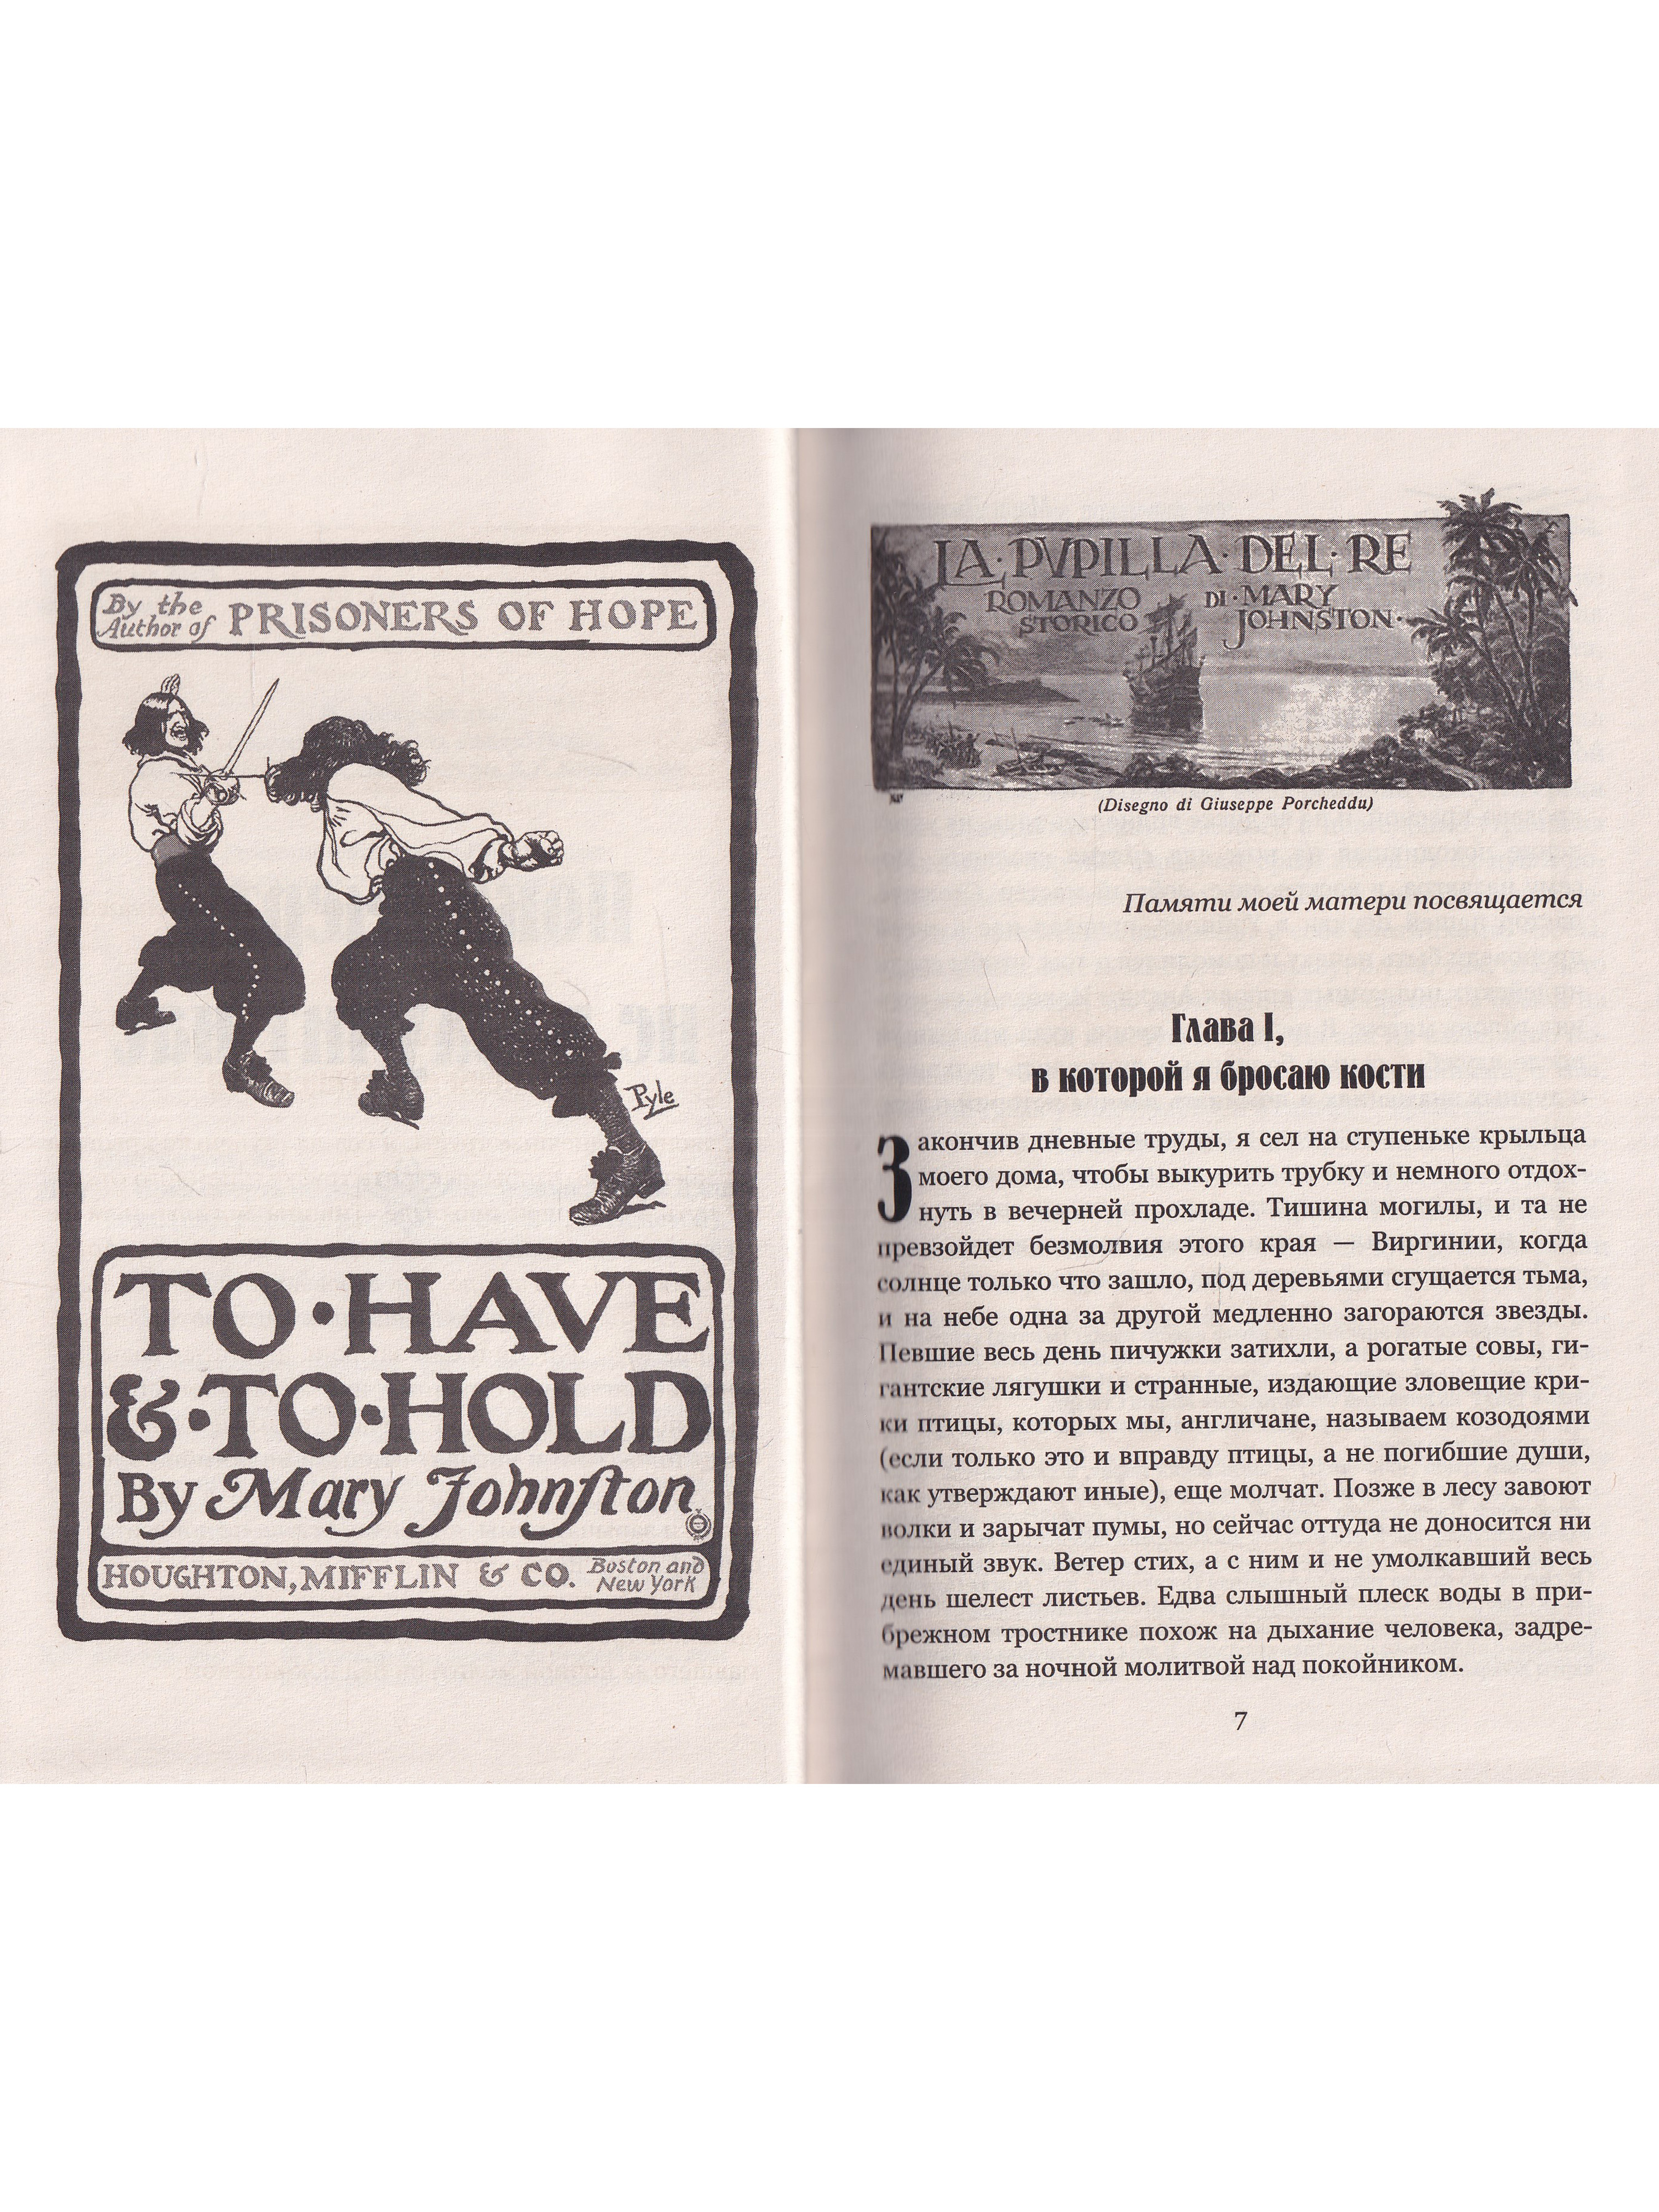 By the
Author of PRISONERS OF HOPE
Pyle
TO·HAVE
&·TO·HOLD
By Mary Johnſton
HOUGHTON, MIFFLIN & CO. Boston and
New York
LA·PVPILLA·DEL·RE
ROMANZO DI·MARY
STORICO JOHNSTON·
(Disegno di Giuseppe Porcheddu)
Памяти моей матери посвящается
Глава I,
в которой я бросаю кости
Закончив дневные труды, я сел на ступеньке крыльца
моего дома, чтобы выкурить трубку и немного отдох-
нуть в вечерней прохладе. Тишина могилы, и та не
превзойдет безмолвия этого края — Виргинии, когда
солнце только что зашло, под деревьями сгущается тьма,
и на небе одна за другой медленно загораются звезды.
Певшие весь день пичужки затихли, а рогатые совы, ги-
гантские лягушки и странные, издающие зловещие кри-
ки птицы, которых мы, англичане, называем козодоями
(если только это и вправду птицы, а не погибшие души,
как утверждают иные), еще молчат. Позже в лесу завоют
волки и зарычат пумы, но сейчас оттуда не доносится ни
единый звук. Ветер стих, а с ним и не умолкавший весь
день шелест листьев. Едва слышный плеск воды в при-
брежном тростнике похож на дыхание человека, задре-
мавшего за ночной молитвой над покойником.
7